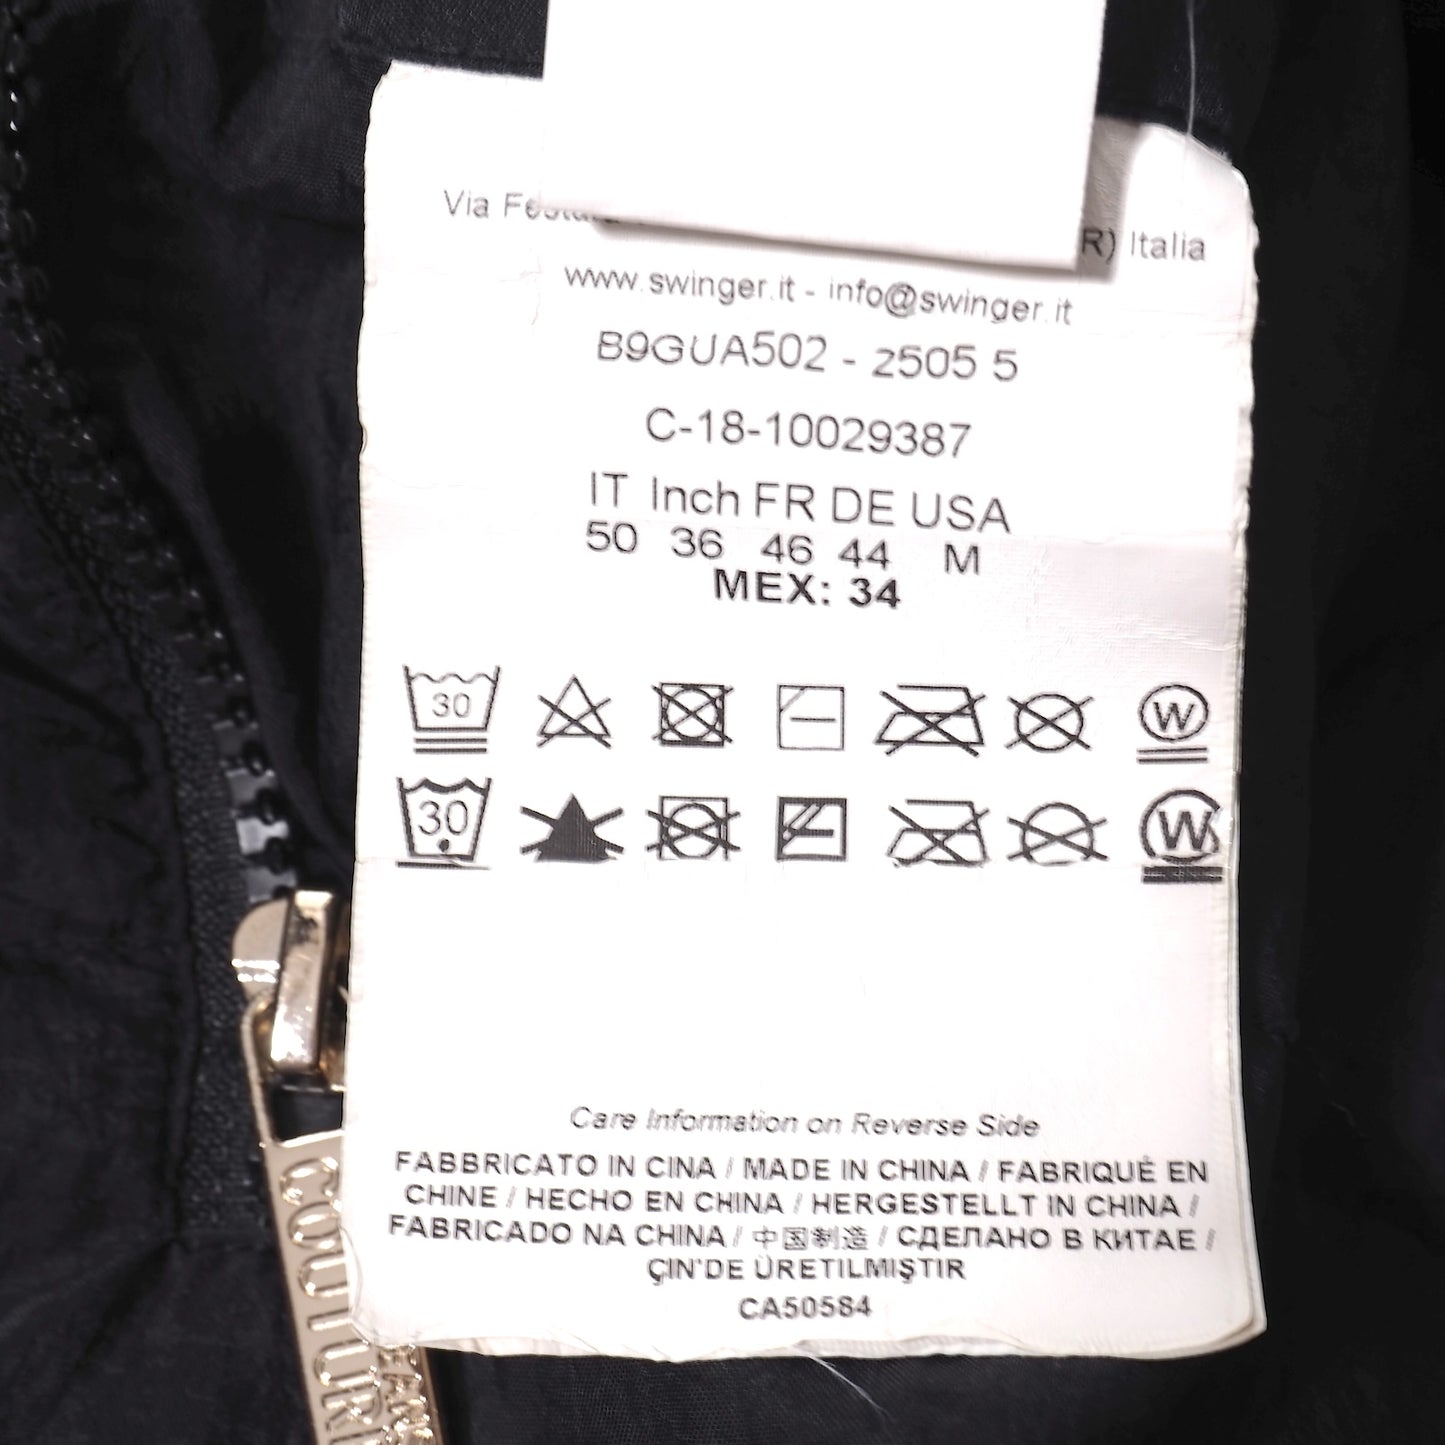 Via
R) Italia
www.swinger.it - info@swinger.it
B9GUA502 - z505 5
C-18-10029387
IT Inch FR DE USA
50 36 46 44 M
MEX: 34
30
W
30
W
Care Information on Reverse Side
FABBRICATO IN CINA / MADE IN CHINA / FABRIQUÉ EN
CHINE / HECHO EN CHINA / HERGESTELLT IN CHINA /
FABRICADO NA CHINA / 中国制造 / СДЕЛАНО В КИТАЕ /
ÇIN'DE ÜRETILMIŞTIR
CA50584
COUTUR